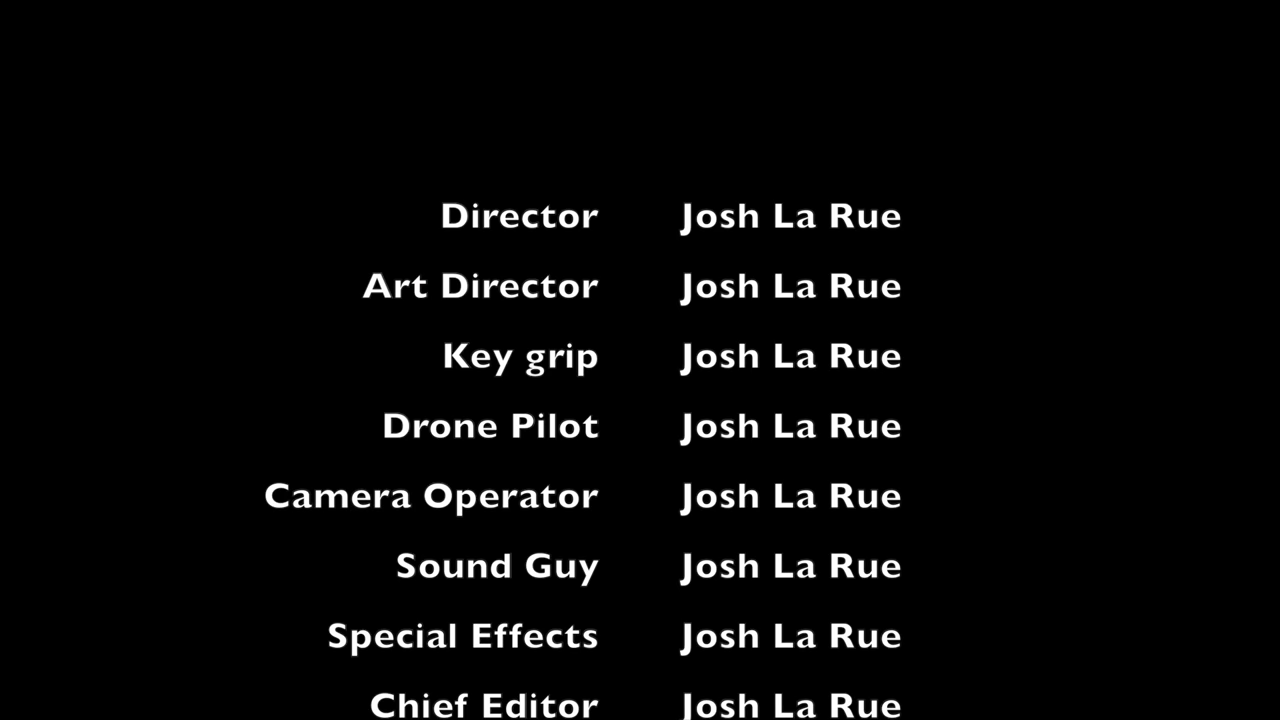 Director Josh La Rue
Art Director Josh La Rue
Key grip Josh La Rue
Drone Pilot Josh La Rue
Camera Operator Josh La Rue
Sound Guy Josh La Rue
Special Effects Josh La Rue
Chief Editor Josh La Rue